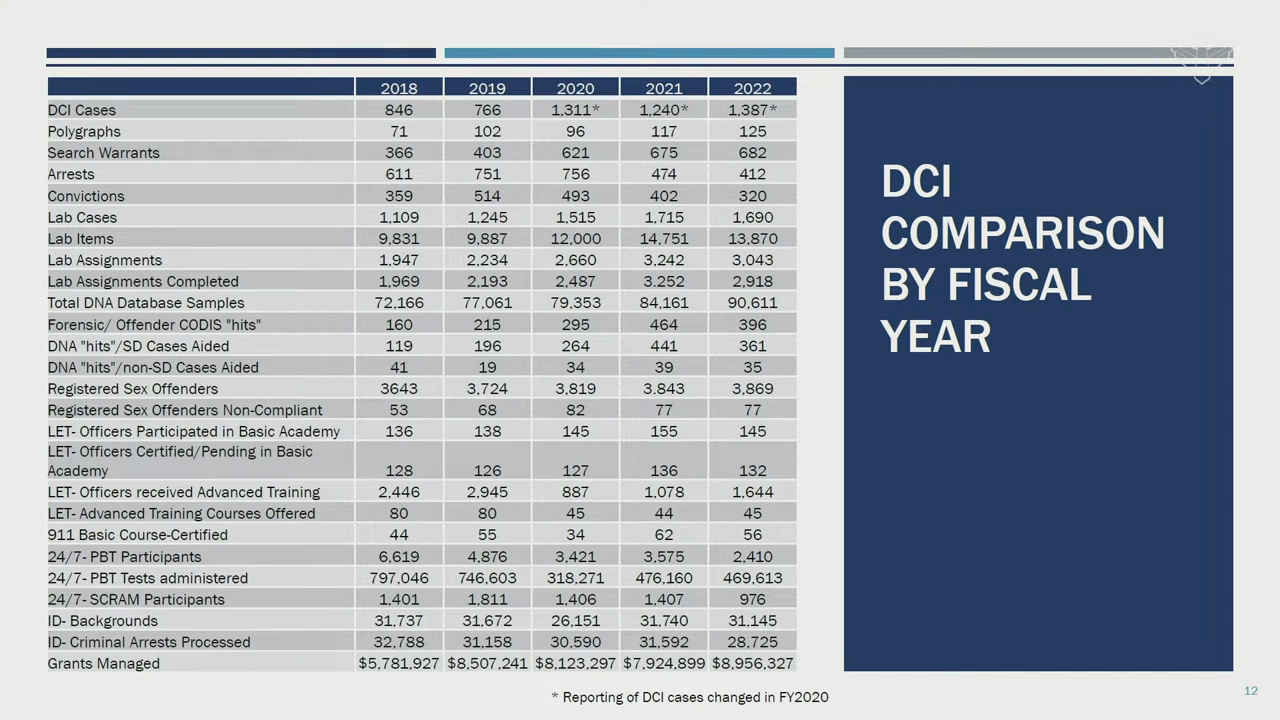 2018 2019 2020 2021 2022
DCI Cases 846 766 1,311* 1,240* 1,387*
Polygraphs 71 102 96 117 125
Search Warrants 366 403 621 675 682
Arrests 611 751 756 474 412
Convictions 359 514 493 402 320
Lab Cases 1,109 1,245 1,515 1,715 1,690
Lab Items 9,831 9,887 12,000 14,751 13,870
Lab Assignments 1,947 2,234 2,660 3,242 3,043
Lab Assignments Completed 1,969 2,193 2,487 3.252 2,918
Total DNA Database Samples 72,166 77,061 79,353 84,161 90,611
Forensic/ Offender CODIS "hits" 160 215 295 464 396
DNA "hits"/SD Cases Aided 119 196 264 441 361
DNA "hits"/non-SD Cases Aided 41 19 34 39 35
Registered Sex Offenders 3643 3,724 3.819 3.843 3,869
Registered Sex Offenders Non-Compliant 53 68 82 77 77
LET- Officers Participated in Basic Academy 136 138 145 155 145
LET- Officers Certified/Pending in Basic
Academy 128 126 127 136 132
LET- Officers received Advanced Training 2,446 2,945 887 1,078 1,644
LET- Advanced Training Courses Offered 80 80 45 44 45
911 Basic Course-Certified 44 55 34 62 56
24/7- PBT Participants 6,619 4,876 3,421 3,575 2,410
24/7- PBT Tests administered 797,046 746,603 318,271 476,160 469,613
24/7- SCRAM Participants 1,401 1,811 1,406 1,407 976
ID- Backgrounds 31,737 31,672 26,151 31,740 31,145
ID- Criminal Arrests Processed 32,788 31,158 30,590 31,592 28,725
Grants Managed $5,781,927 $8,507,241 $8,123,297 $7,924,899 $8,956,327
* Reporting of DCI cases changed in FY2020
DCI
COMPARISON
BY FISCAL
YEAR
12